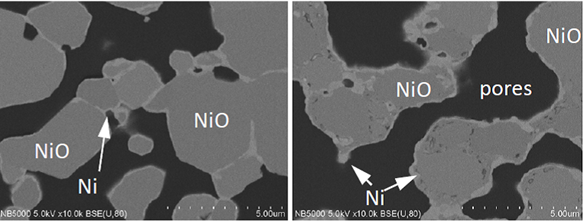 NiO
NiO
Ni
NB5000 5.0kV x10.0k BSE(U,80)
5.00um
NiO
NiO
pores
Ni
NB5000 5.0kV x10.0k BSE(U,80)
5.00um